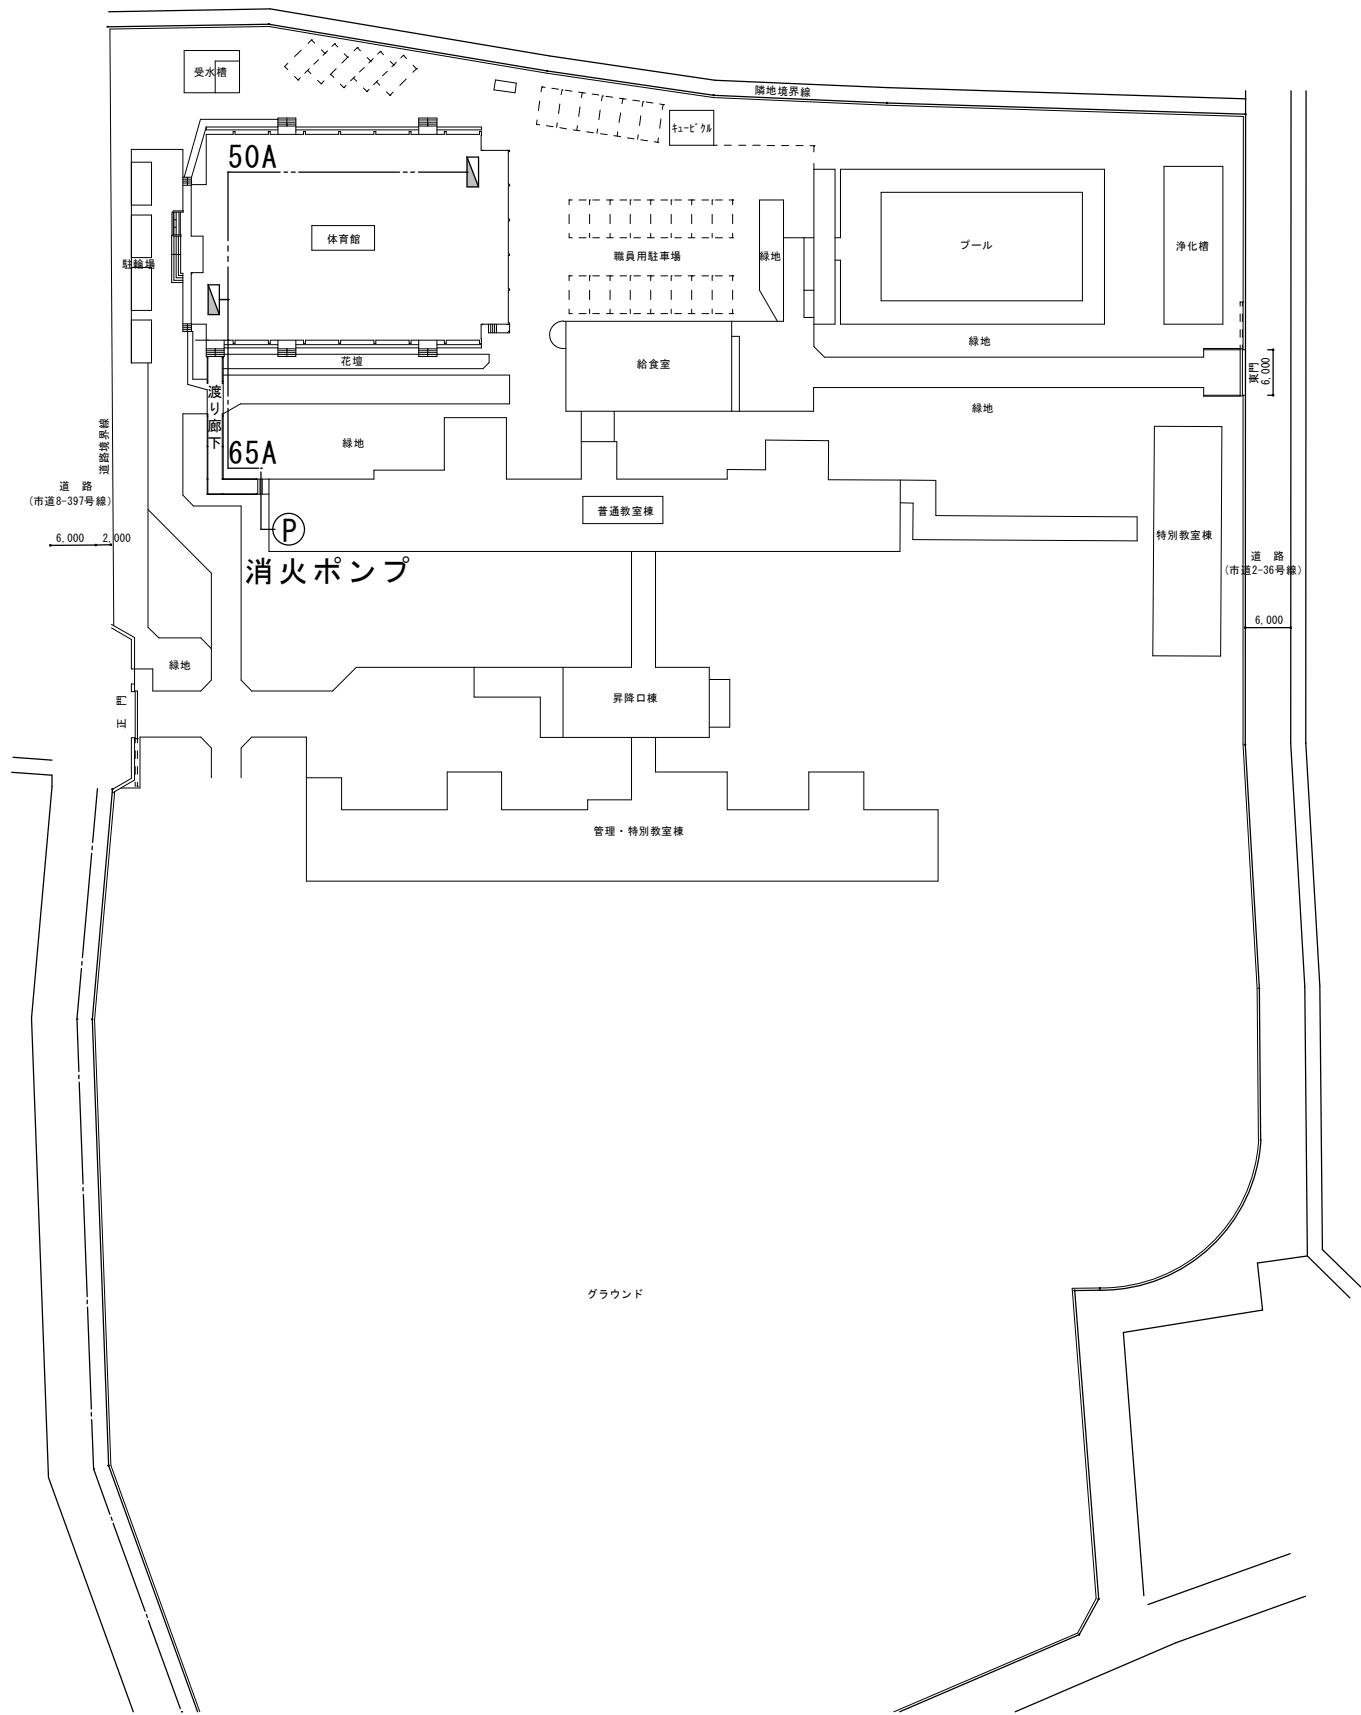 受水槽
隣地境界線
ｷｭｰﾋﾞｸﾙ
50A
体育館
職員用駐車場
緑地
プール
浄化槽
駐輪場
花壇
給食室
緑地
東門
6,000
渡り廊下
緑地
65A
緑地
道路境界線
道 路
(市道8-397号線)
6,000 2,000
P
消火ポンプ
普通教室棟
特別教室棟
道 路
(市道2-36号線)
6,000
緑地
正 門
昇降口棟
管理・特別教室棟
グラウンド